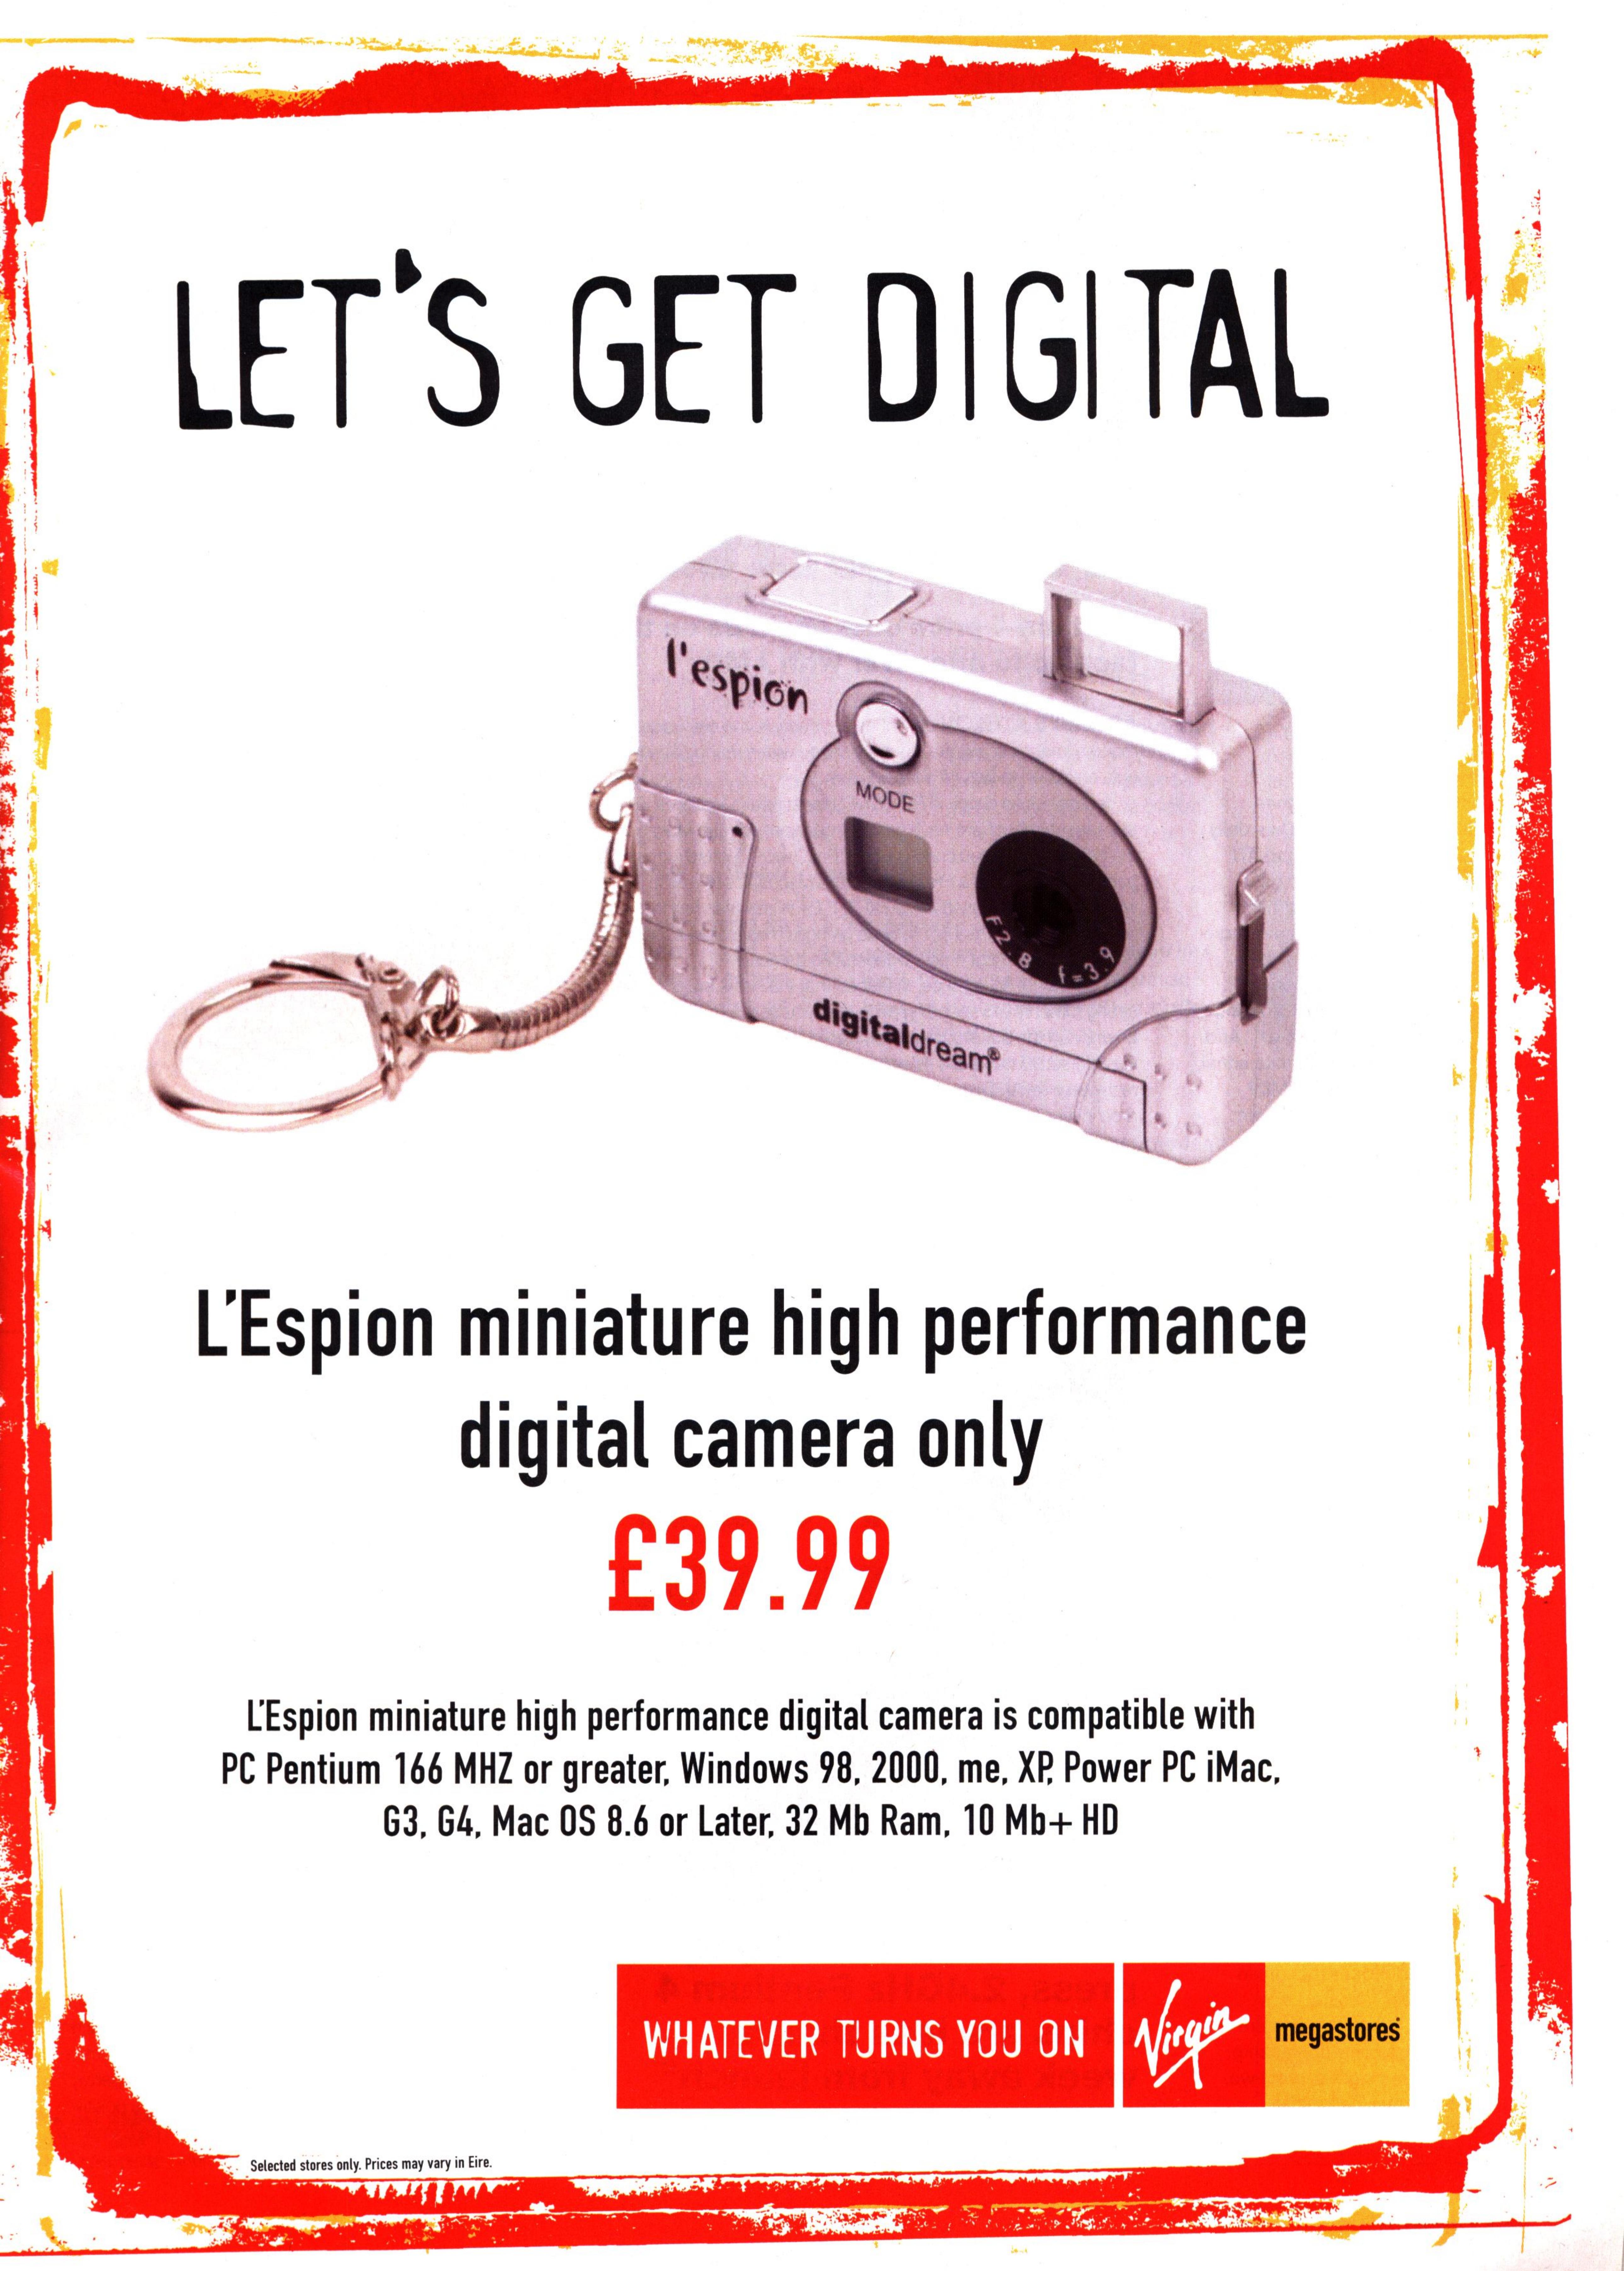 LET'S GET DIGITAL
l'espion
MODE
F2.8 f=3.9
digitaldream®
L'Espion miniature high performance
digital camera only
£39.99
L'Espion miniature high performance digital camera is compatible with
PC Pentium 166 MHZ or greater, Windows 98, 2000, me, XP, Power PC iMac,
G3, G4, Mac OS 8.6 or Later, 32 Mb Ram, 10 Mb+ HD
WHATEVER TURNS YOU ON
Virgin
megastores
Selected stores only. Prices may vary in Eire.